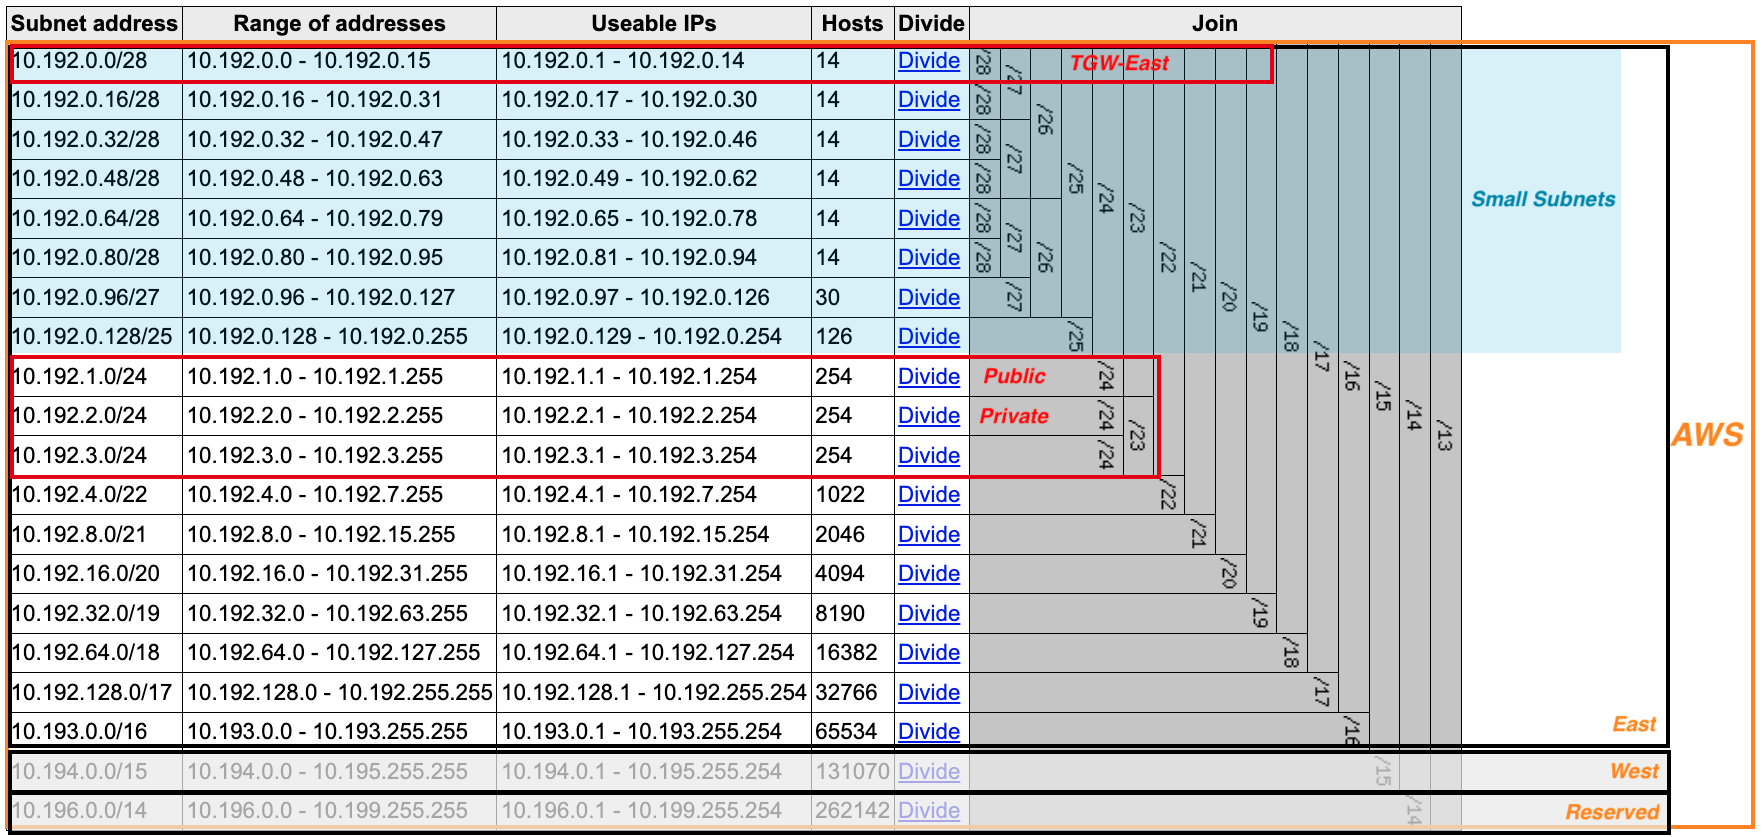 Subnet address Range of addresses Useable IPs Hosts Divide Join
10.192.0.0/28 10.192.0.0 - 10.192.0.15 10.192.0.1 - 10.192.0.14 14 Divide /28 /27 TGW-East
10.192.0.16/28 10.192.0.16 - 10.192.0.31 10.192.0.17 - 10.192.0.30 14 Divide /28 /26
10.192.0.32/28 10.192.0.32 - 10.192.0.47 10.192.0.33 - 10.192.0.46 14 Divide /28 /27
10.192.0.48/28 10.192.0.48 - 10.192.0.63 10.192.0.49 - 10.192.0.62 14 Divide /28 /25 /24 Small Subnets
10.192.0.64/28 10.192.0.64 - 10.192.0.79 10.192.0.65 - 10.192.0.78 14 Divide /28 /27 /23
10.192.0.80/28 10.192.0.80 - 10.192.0.95 10.192.0.81 - 10.192.0.94 14 Divide /28 /26 /22 /21
10.192.0.96/27 10.192.0.96 - 10.192.0.127 10.192.0.97 - 10.192.0.126 30 Divide /27 /20 /19
10.192.0.128/25 10.192.0.128 - 10.192.0.255 10.192.0.129 - 10.192.0.254 126 Divide /25 /18 /17
10.192.1.0/24 10.192.1.0 - 10.192.1.255 10.192.1.1 - 10.192.1.254 254 Divide Public /24 /16 /15
10.192.2.0/24 10.192.2.0 - 10.192.2.255 10.192.2.1 - 10.192.2.254 254 Divide Private /24 /23 /14 /13 AWS
10.192.3.0/24 10.192.3.0 - 10.192.3.255 10.192.3.1 - 10.192.3.254 254 Divide /24
10.192.4.0/22 10.192.4.0 - 10.192.7.255 10.192.4.1 - 10.192.7.254 1022 Divide /22
10.192.8.0/21 10.192.8.0 - 10.192.15.255 10.192.8.1 - 10.192.15.254 2046 Divide /21
10.192.16.0/20 10.192.16.0 - 10.192.31.255 10.192.16.1 - 10.192.31.254 4094 Divide /20
10.192.32.0/19 10.192.32.0 - 10.192.63.255 10.192.32.1 - 10.192.63.254 8190 Divide /19
10.192.64.0/18 10.192.64.0 - 10.192.127.255 10.192.64.1 - 10.192.127.254 16382 Divide /18
10.192.128.0/17 10.192.128.0 - 10.192.255.255 10.192.128.1 - 10.192.255.254 32766 Divide /17
10.193.0.0/16 10.193.0.0 - 10.193.255.255 10.193.0.1 - 10.193.255.254 65534 Divide /16 East
10.194.0.0/15 10.194.0.0 - 10.195.255.255 10.194.0.1 - 10.195.255.254 131070 Divide /15 West
10.196.0.0/14 10.196.0.0 - 10.199.255.255 10.196.0.1 - 10.199.255.254 262142 Divide /14 Reserved